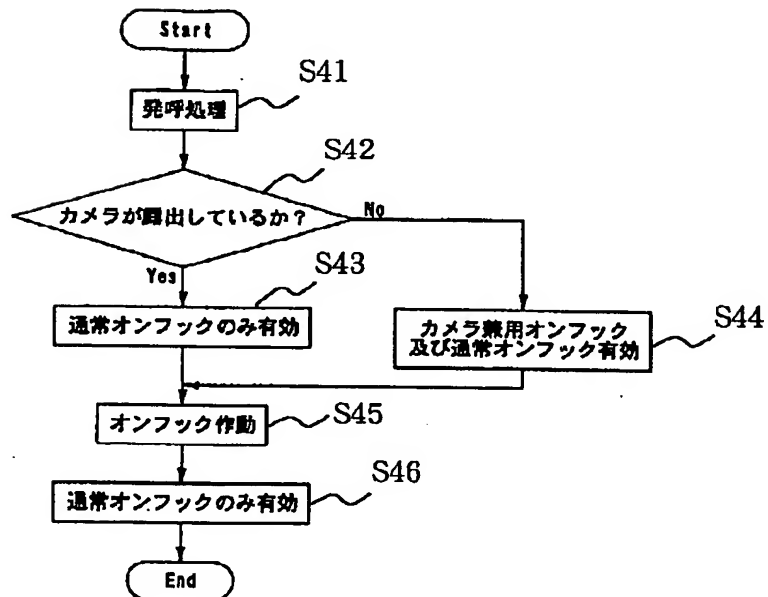 Start
発呼処理
S41
カメラが露出しているか?
S42
No
Yes
通常オンフックのみ有効
S43
カメラ兼用オンフック
及び通常オンフック有効
S44
オンフック作動
S45
通常オンフックのみ有効
S46
End